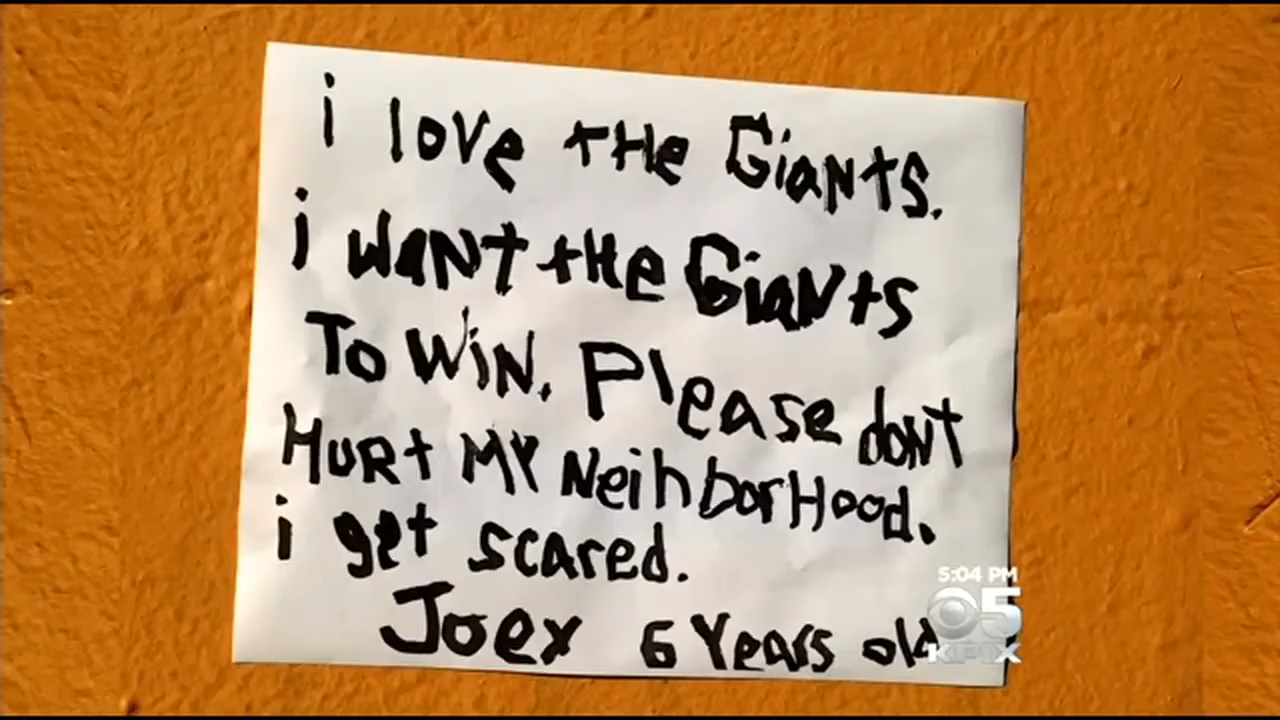 i love tHe GiaNts.
i waNt tHe GiaNts
To WiN. Please doNt
HuRt MY NeihborHood.
i get scared.
Joey 6 Years old
5:04 PM
5
KPIX